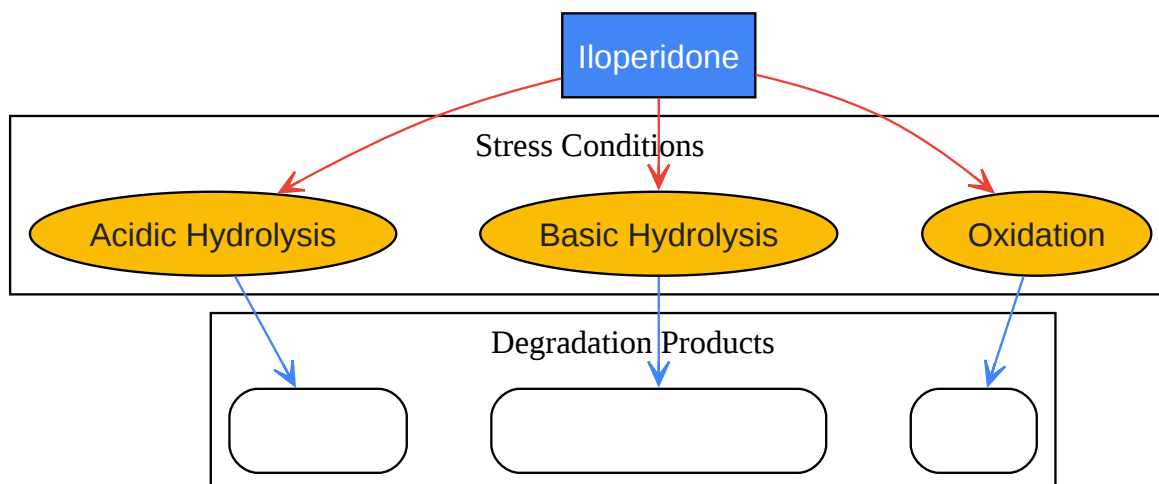 Iloperidone
Stress Conditions
Acidic Hydrolysis
Basic Hydrolysis
Oxidation
Degradation Products